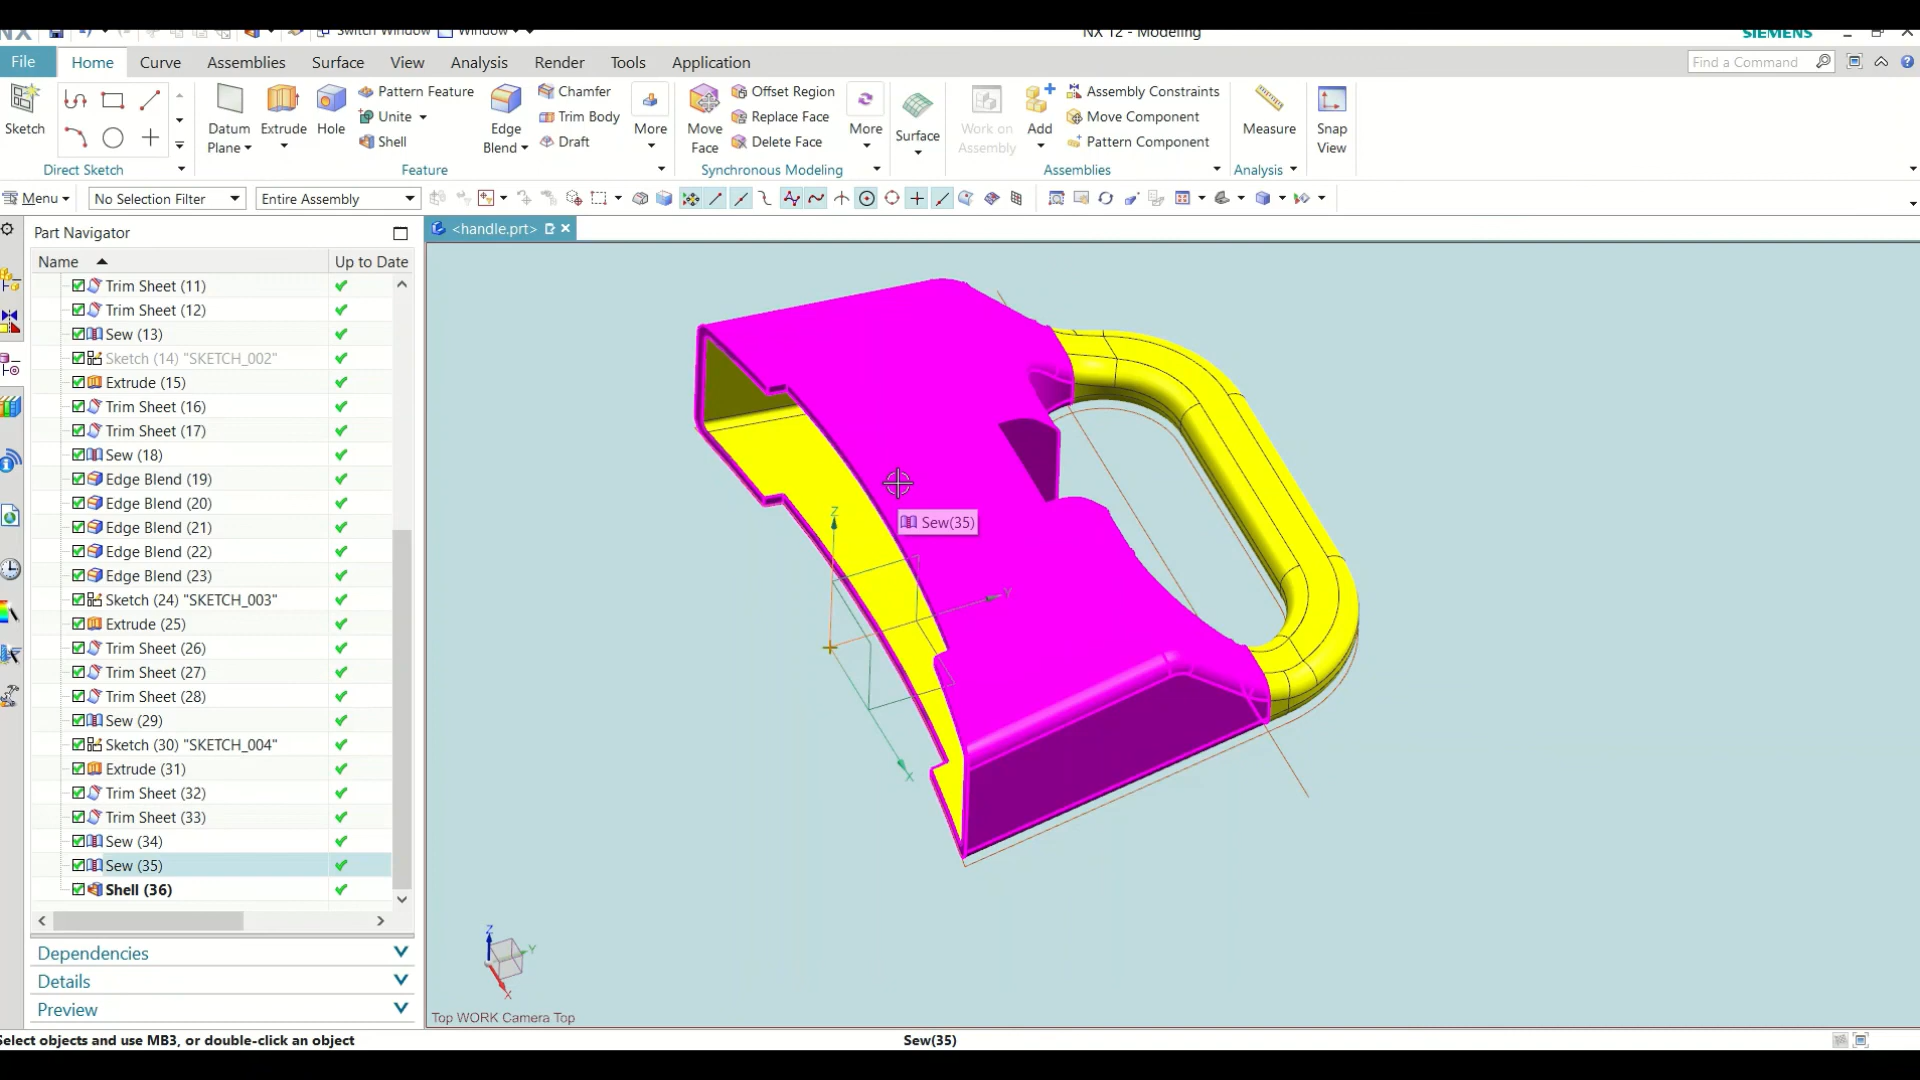 NX
Switch Window
Window
NX 12 - Modeling
SIEMENS
File
Home
Curve
Assemblies
Surface
View
Analysis
Render
Tools
Application
Find a Command
Sketch
Datum
Plane
Extrude
Hole
Pattern Feature
Unite
Shell
Edge
Blend
Chamfer
Trim Body
Draft
More
Move
Face
Offset Region
Replace Face
Delete Face
More
Surface
Work on
Assembly
Add
Assembly Constraints
Move Component
Pattern Component
Measure
Snap
View
Direct Sketch
Feature
Synchronous Modeling
Assemblies
Analysis
Menu
No Selection Filter
Entire Assembly
Part Navigator
<handle.prt>
Name
Up to Date
Trim Sheet (11)
Trim Sheet (12)
Sew (13)
Sketch (14) "SKETCH_002"
Extrude (15)
Trim Sheet (16)
Trim Sheet (17)
Sew (18)
Edge Blend (19)
Edge Blend (20)
Edge Blend (21)
Edge Blend (22)
Edge Blend (23)
Sketch (24) "SKETCH_003"
Extrude (25)
Trim Sheet (26)
Trim Sheet (27)
Trim Sheet (28)
Sew (29)
Sketch (30) "SKETCH_004"
Extrude (31)
Trim Sheet (32)
Trim Sheet (33)
Sew (34)
Sew (35)
Shell (36)
Dependencies
Details
Preview
Z
Y
X
Sew(35)
Z
Y
X
Top WORK Camera Top
Select objects and use MB3, or double-click an object
Sew(35)